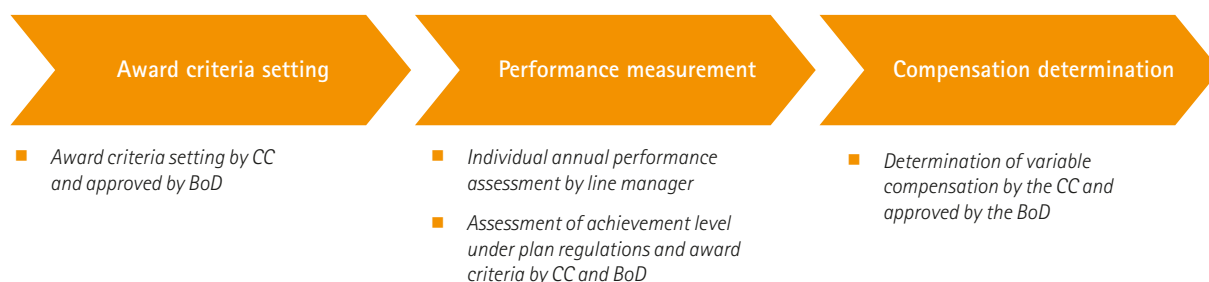 Award criteria setting
Performance measurement
Compensation determination
■ Award criteria setting by CC
and approved by BoD
■ Individual annual performance
assessment by line manager
■ Assessment of achievement level
under plan regulations and award
criteria by CC and BoD
■ Determination of variable
compensation by the CC and
approved by the BoD